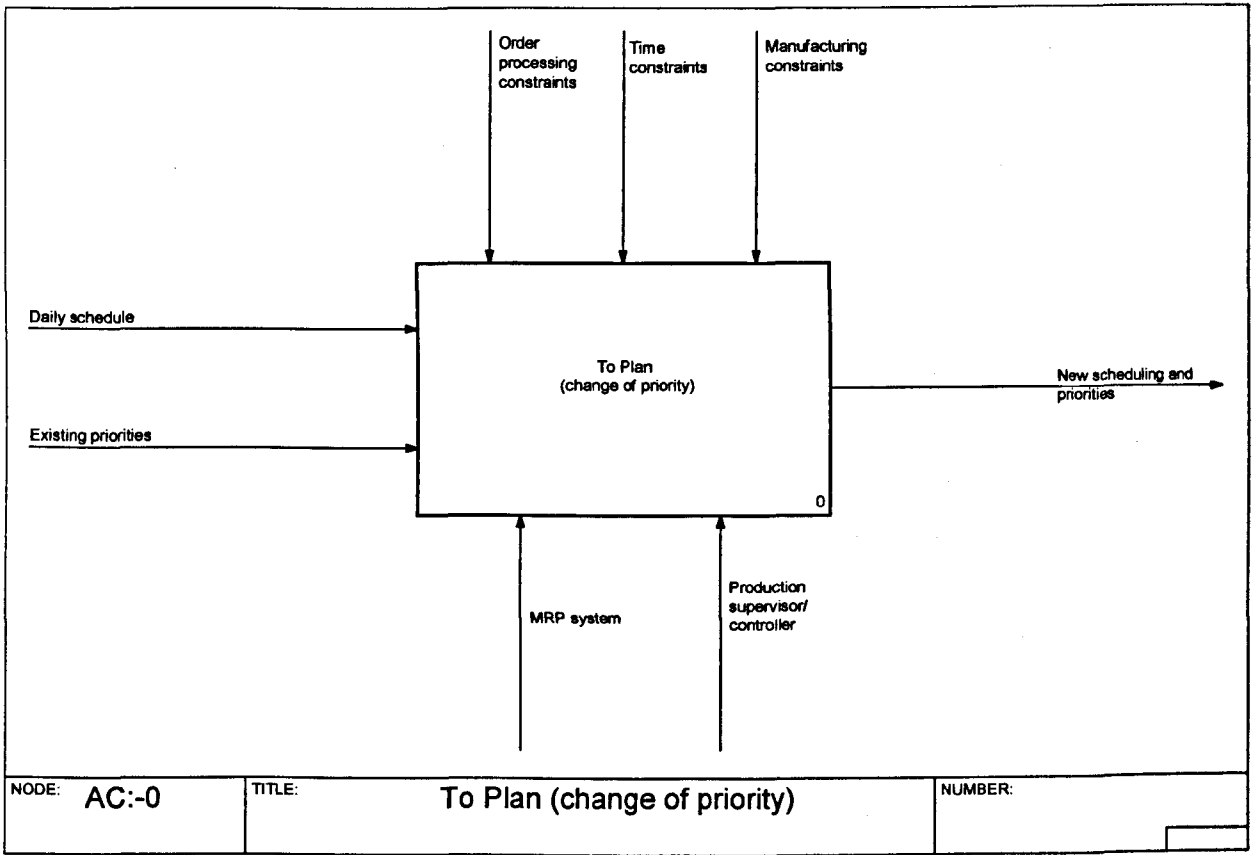 Order
processing
constraints
Time
constraints
Manufacturing
constraints
Daily schedule
To Plan
(change of priority)
New scheduling and
priorities
Existing priorities
0
MRP system
Production
supervisor/
controller
NODE: AC:-0
TITLE: To Plan (change of priority)
NUMBER: